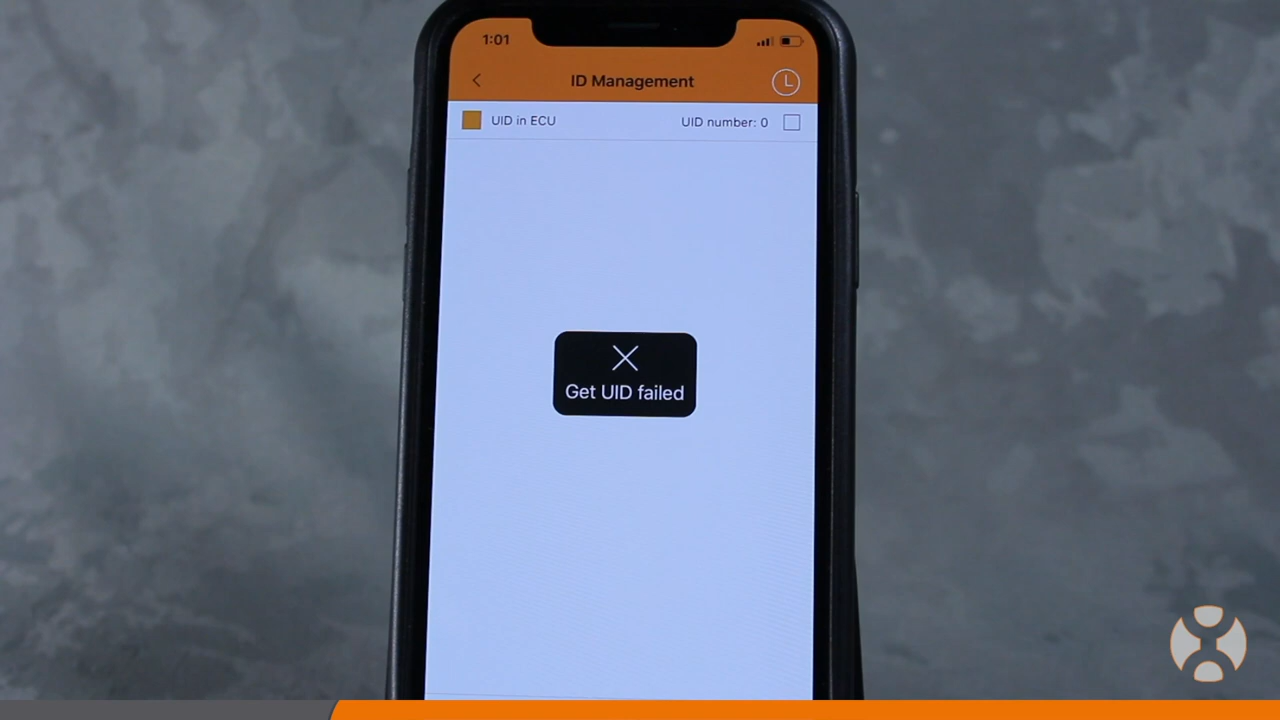 1:01
ID Management
UID in ECU
UID number: 0
Get UID failed